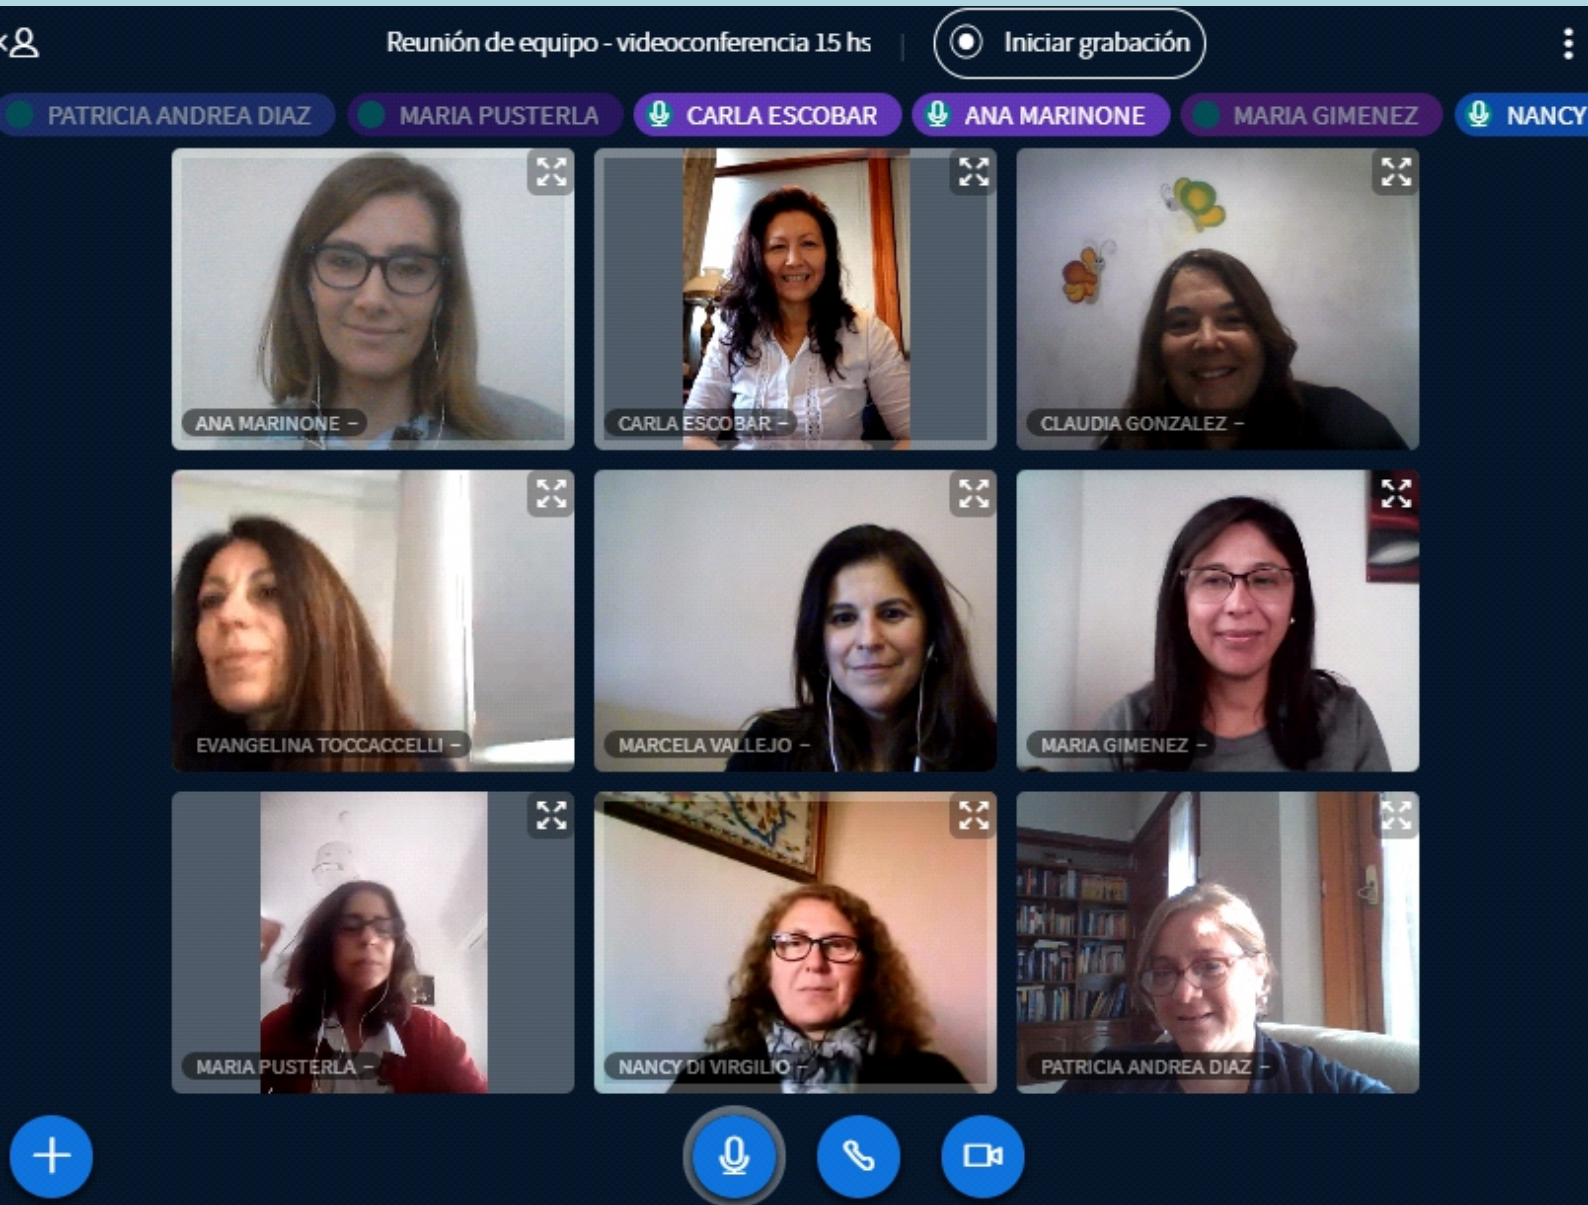 Reunión de equipo - videoconferencia 15 hs
Iniciar grabación
PATRICIA ANDREA DIAZ
MARIA PUSTERLA
CARLA ESCOBAR
ANA MARINONE
MARIA GIMENEZ
NANCY
ANA MARINONE –
CARLA ESCOBAR –
CLAUDIA GONZALEZ –
EVANGELINA TOCCACCELLI –
MARCELA VALLEJO –
MARIA GIMENEZ –
MARIA PUSTERLA –
NANCY DI VIRGILIO –
PATRICIA ANDREA DIAZ –